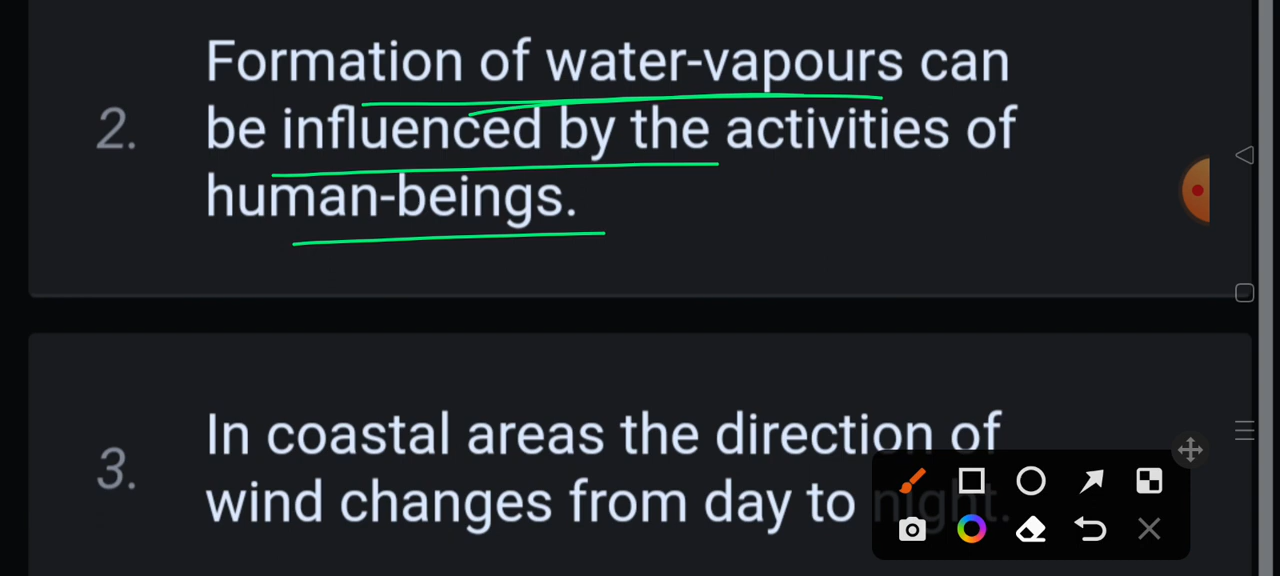 Formation of water-vapours can
2. be influenced by the activities of
human-beings.
In coastal areas the direction of
3. wind changes from day to night.